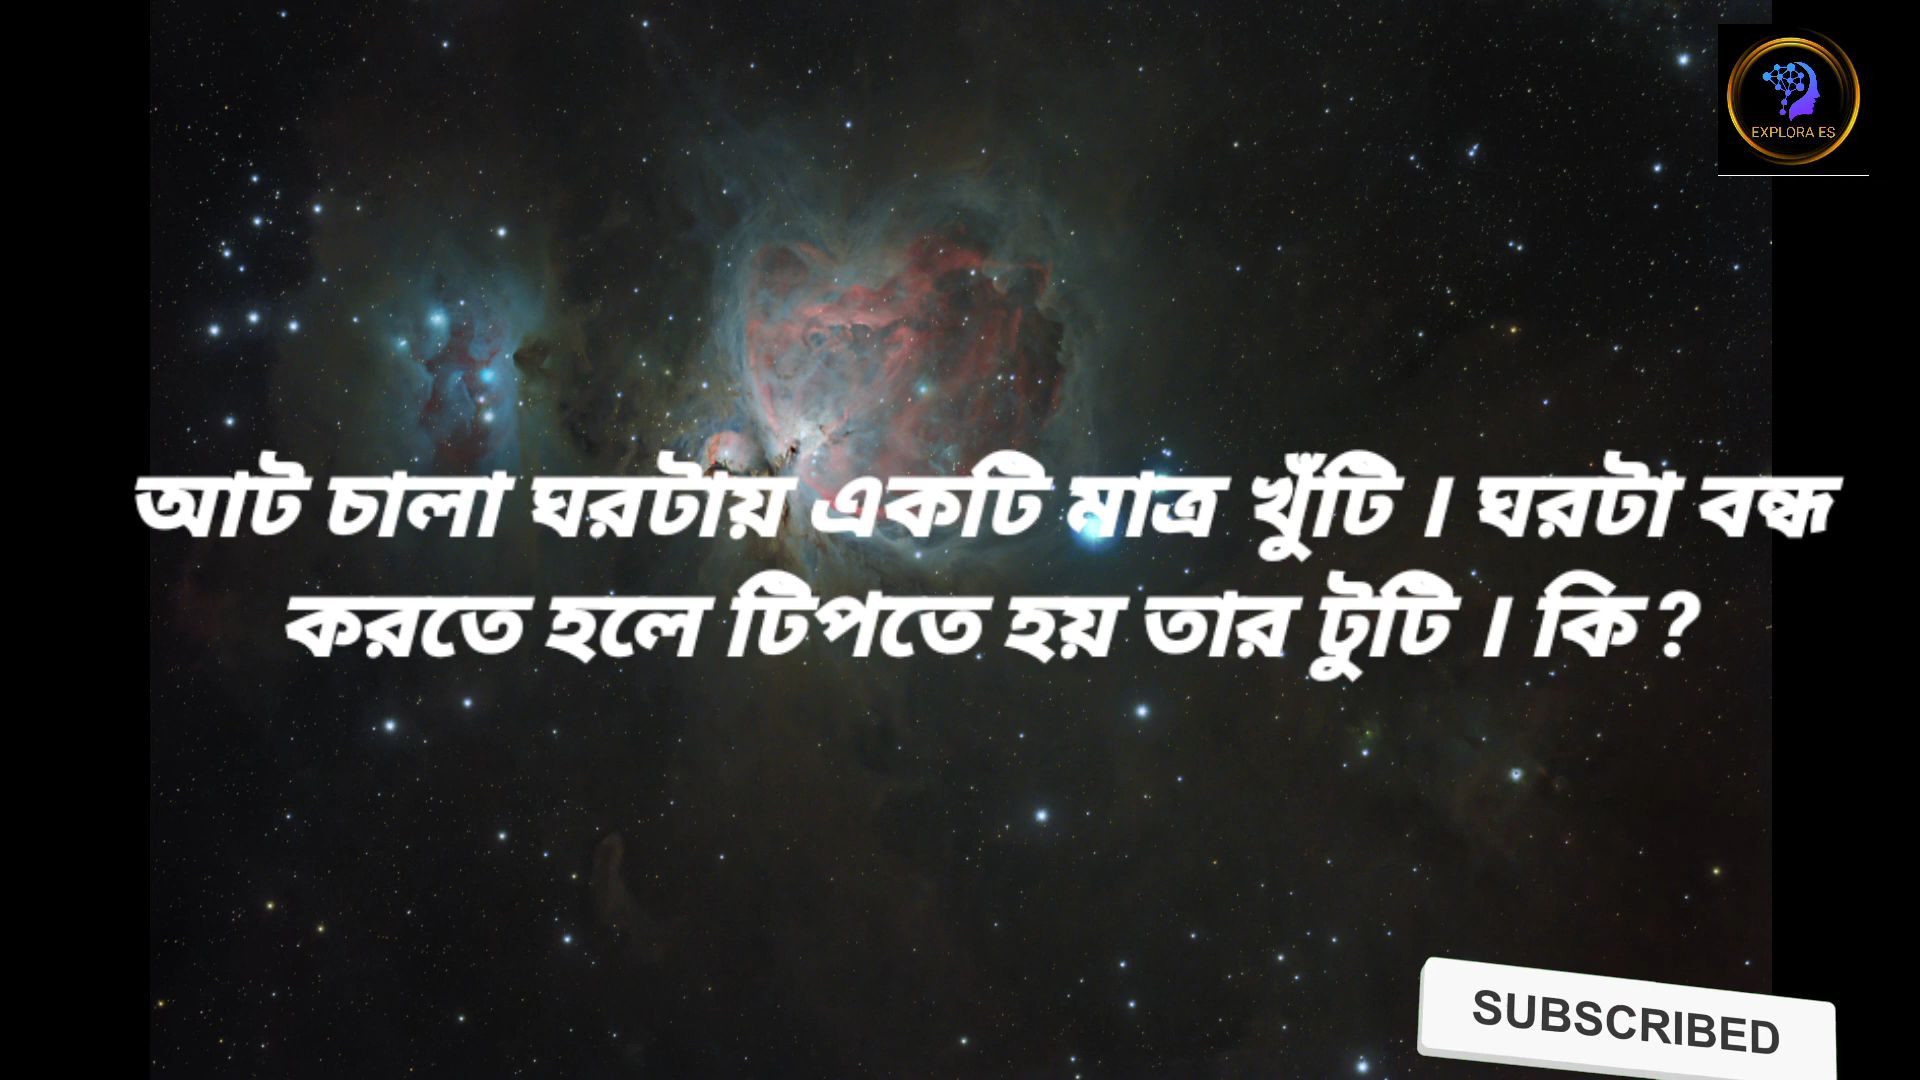 EXPLORA ES
আট চালা ঘরটায় একটি মাত্র খুঁটি । ঘরটা বন্ধ
করতে হলে টিপতে হয় তার টুটি । কি ?
SUBSCRIBED